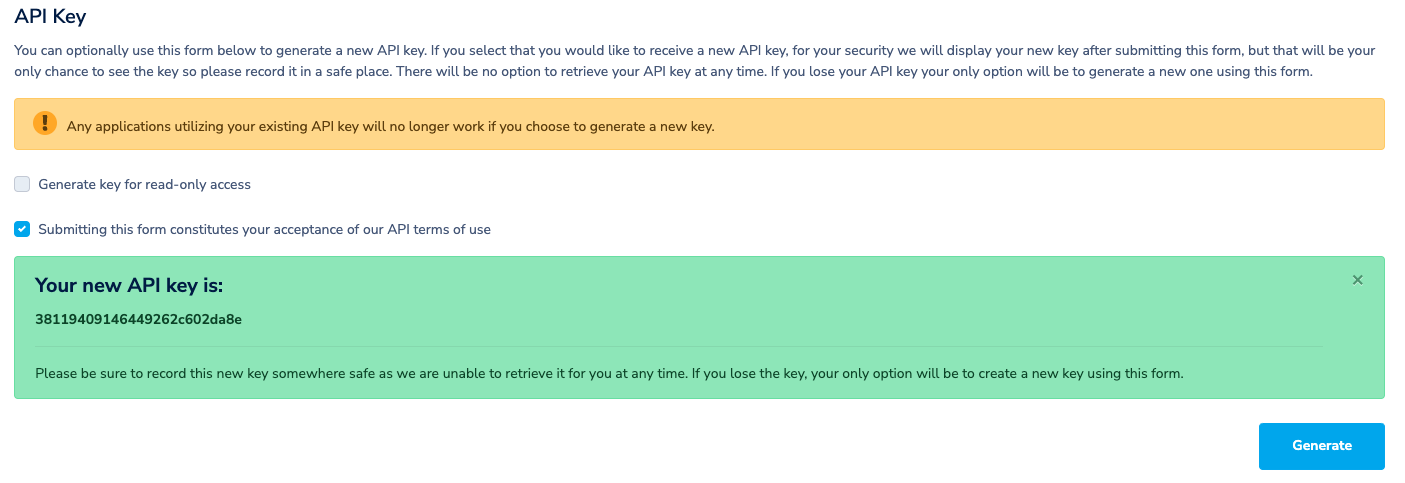 API Key
You can optionally use this form below to generate a new API key. If you select that you would like to receive a new API key, for your security we will display your new key after submitting this form, but that will be your
only chance to see the key so please record it in a safe place. There will be no option to retrieve your API key at any time. If you lose your API key your only option will be to generate a new one using this form.
Any applications utilizing your existing API key will no longer work if you choose to generate a new key.
Generate key for read-only access
Submitting this form constitutes your acceptance of our API terms of use
Your new API key is:
38119409146449262c602da8e
Please be sure to record this new key somewhere safe as we are unable to retrieve it for you at any time. If you lose the key, your only option will be to create a new key using this form.
Generate